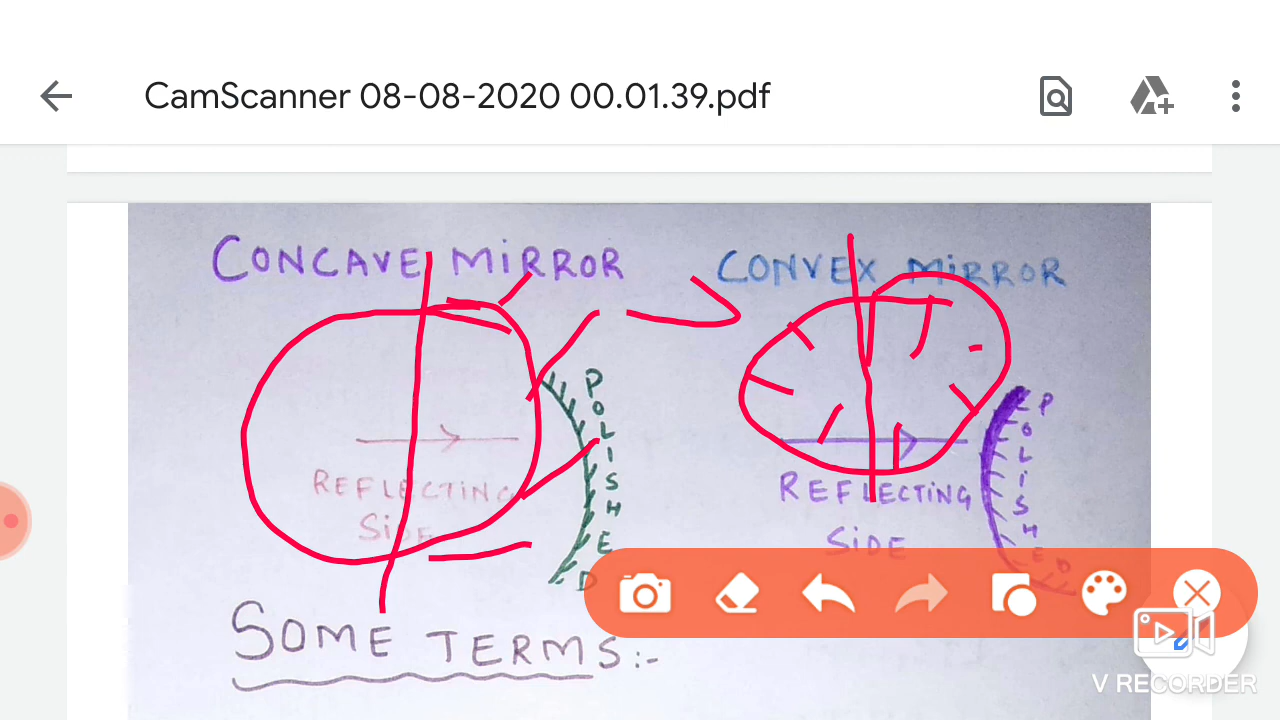 CamScanner 08-08-2020 00.01.39.pdf
CONCAVE MiRROR
CONVEX MiRROR
POLISHED
REFLECTING
SiDE
POLiSHED
REFLECTING
SiDE
SOME TERMS:-
V RECORDER